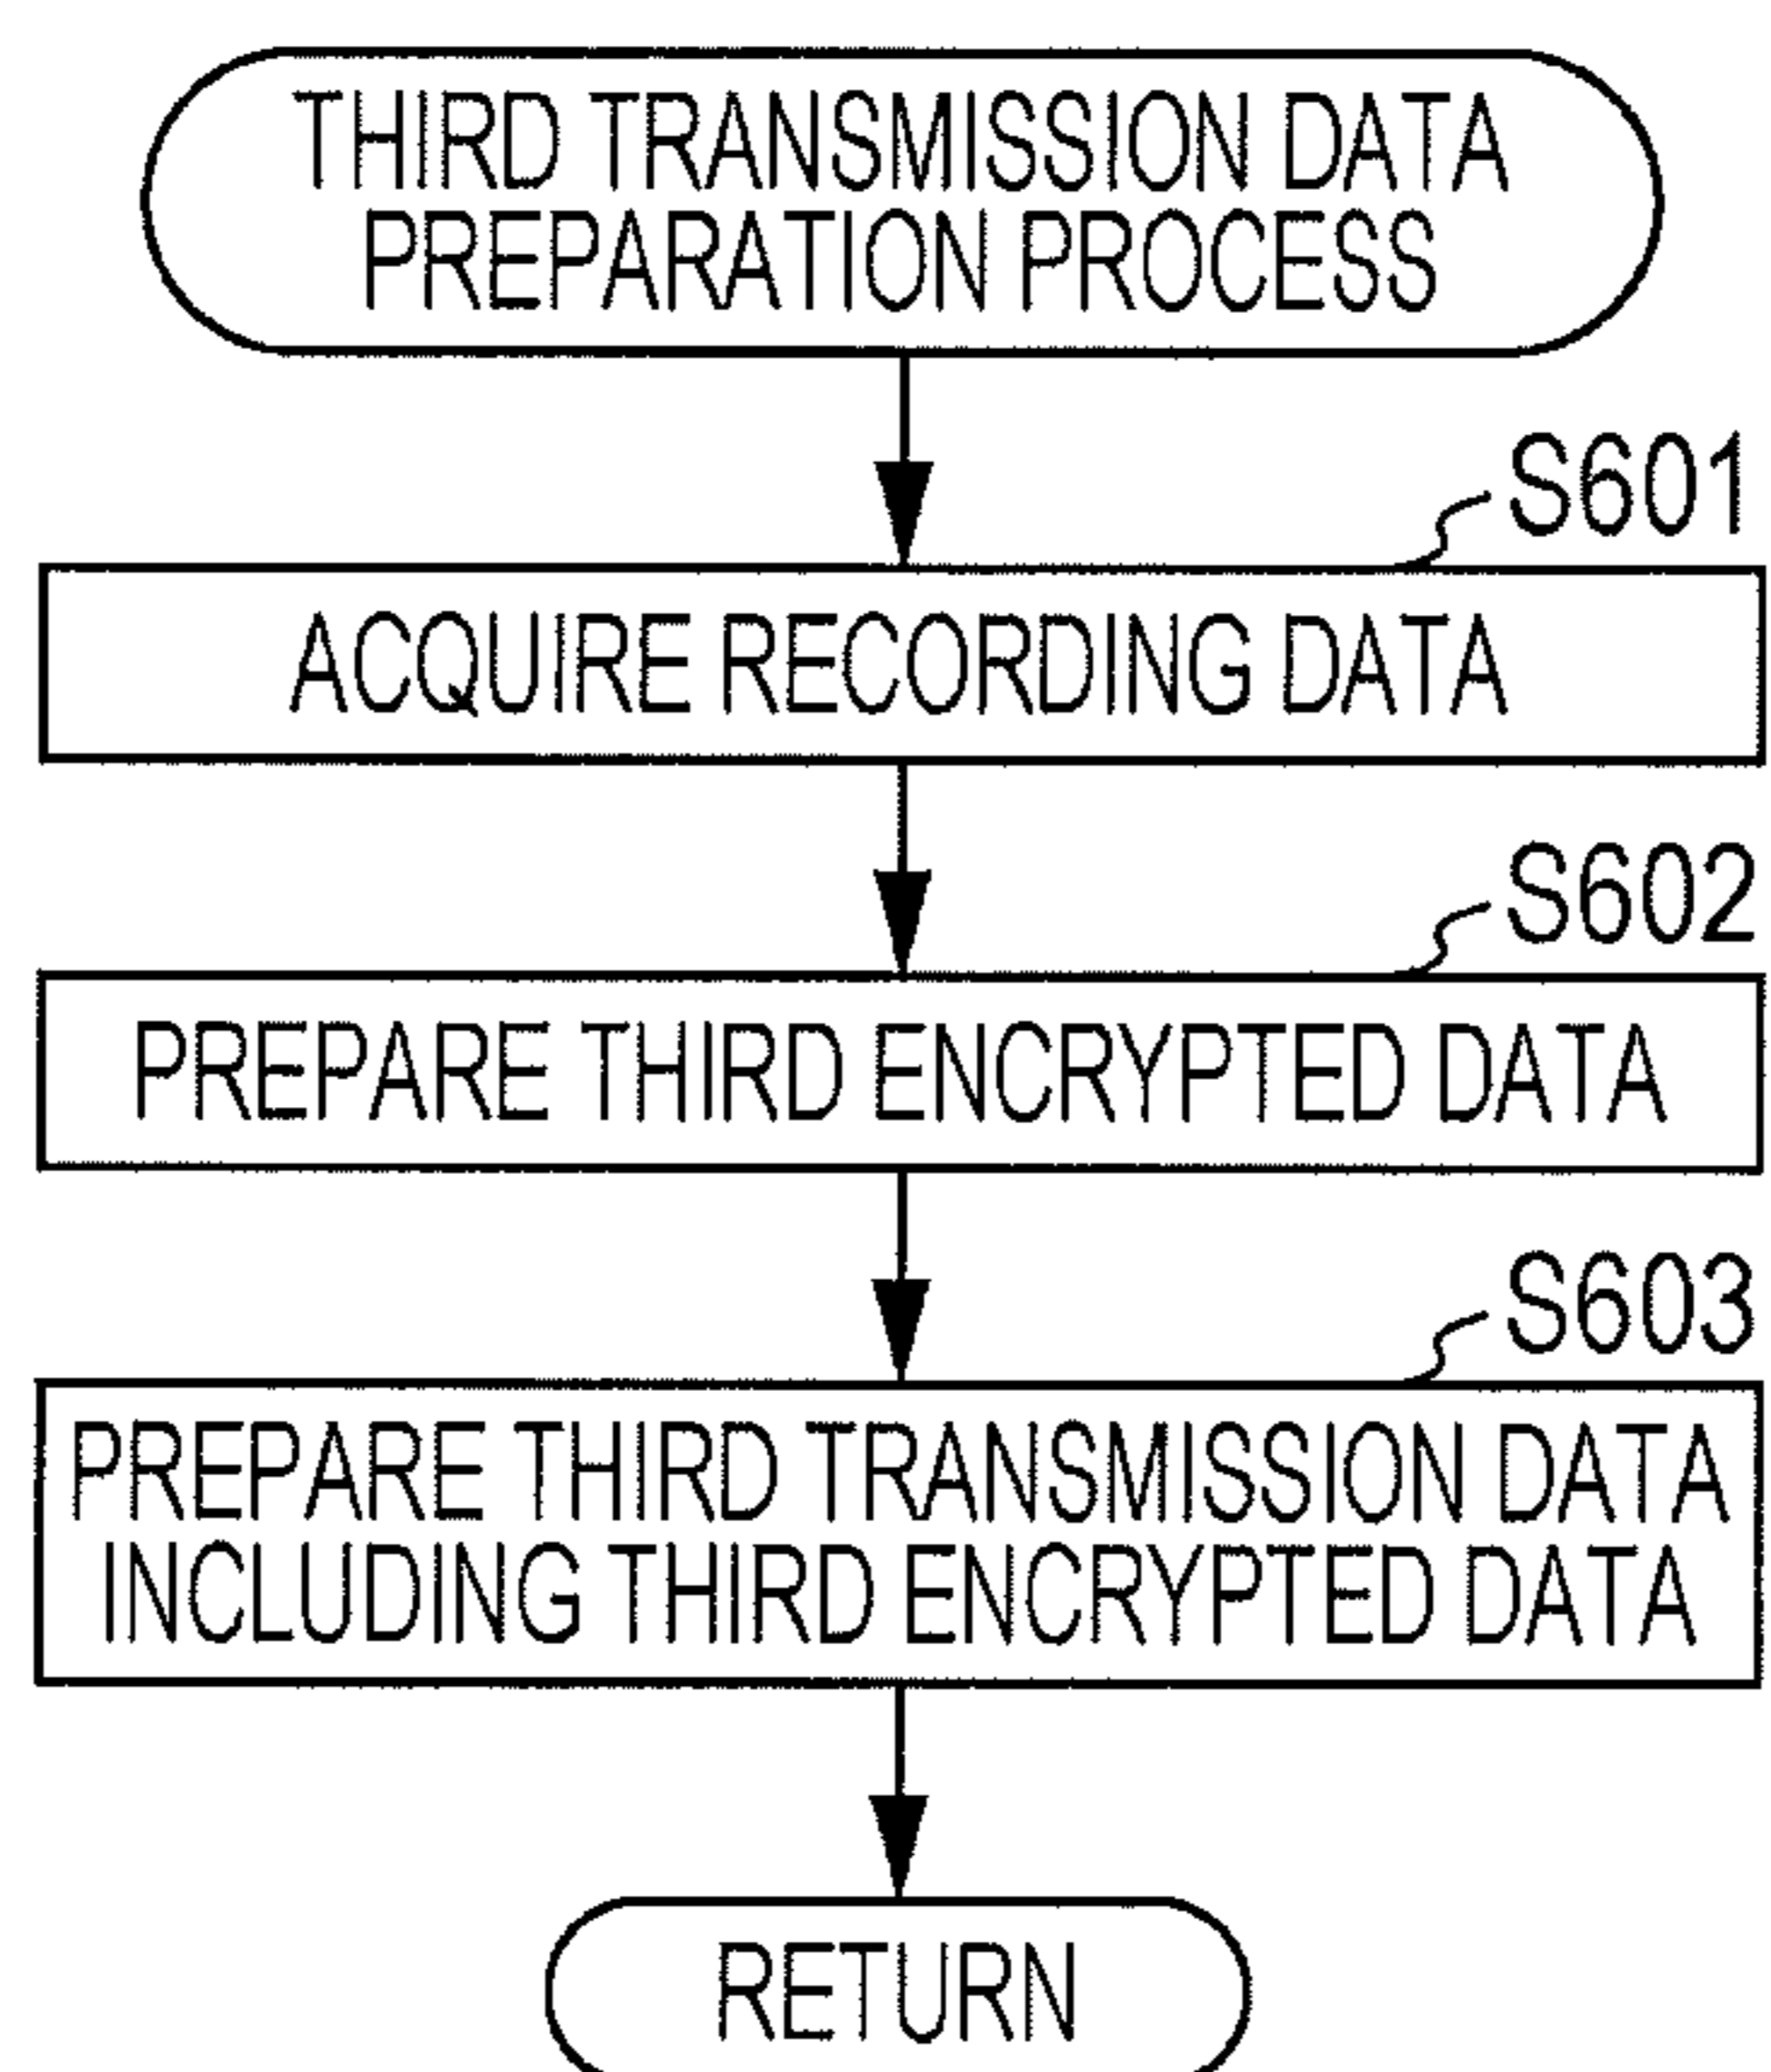 THIRD TRANSMISSION DATA
PREPARATION PROCESS
S601
ACQUIRE RECORDING DATA
S602
PREPARE THIRD ENCRYPTED DATA
S603
PREPARE THIRD TRANSMISSION DATA
INCLUDING THIRD ENCRYPTED DATA
RETURN